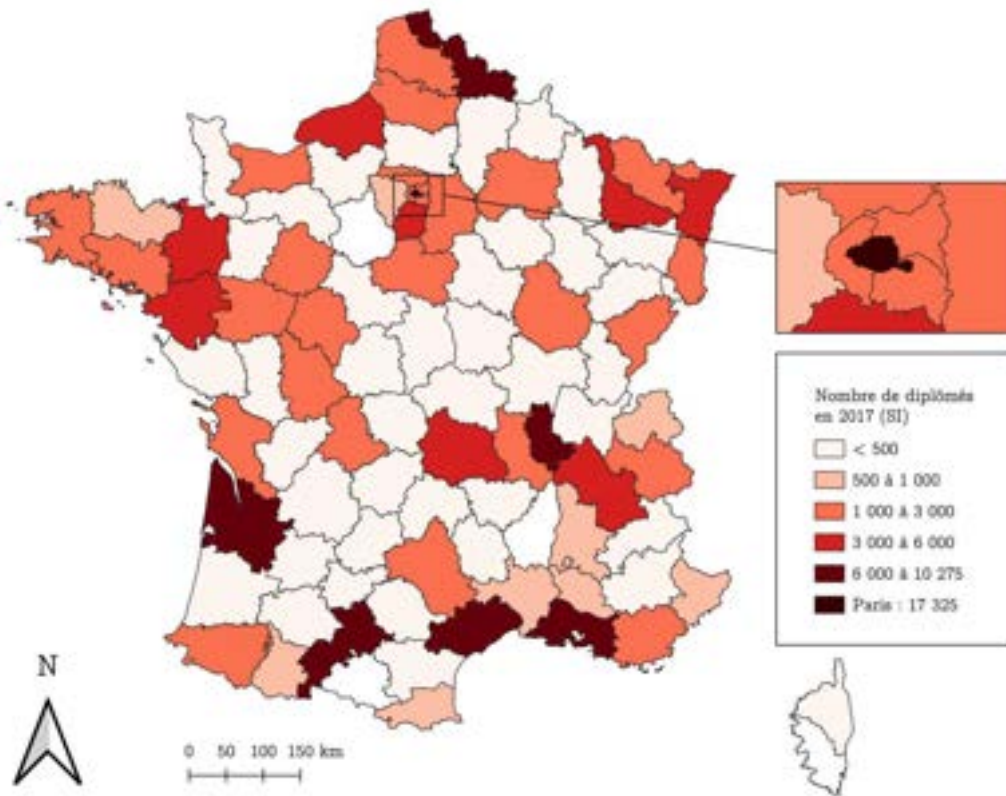 Nombre de diplômés
en 2017 (SI)
< 500
500 à 1 000
1 000 à 3 000
3 000 à 6 000
6 000 à 10 275
Paris : 17 325
N
0 50 100 150 km